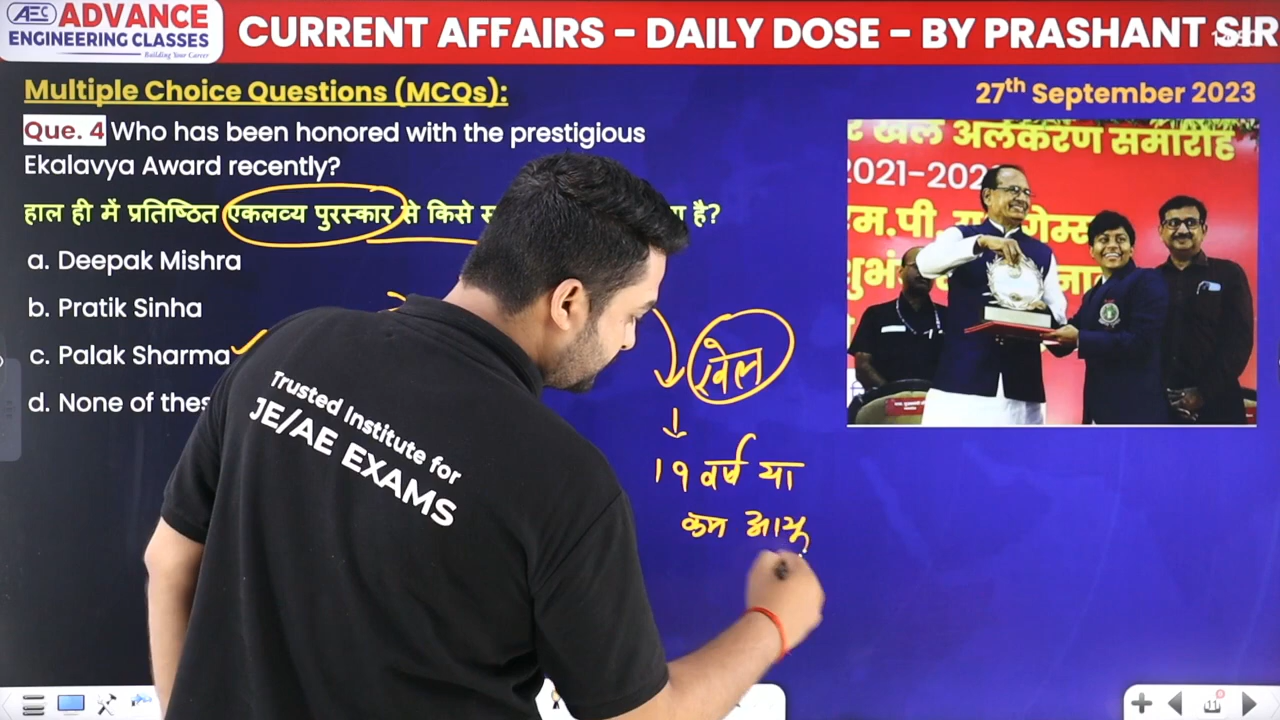 AEC ADVANCE
ENGINEERING CLASSES
Building Your Career
CURRENT AFFAIRS – DAILY DOSE – BY PRASHANT SIR
Multiple Choice Questions (MCQs):
27th September 2023
Que. 4 Who has been honored with the prestigious
Ekalavya Award recently?
हाल ही में प्रतिष्ठित एकलव्य पुरस्कार से किसे है?
a. Deepak Mishra
b. Pratik Sinha
c. Palak Sharma
d. None of thes
खेल अलंकरण समारोह
2021-202
एम.पी. गेम्स
खेल
19 वर्ष या
कम आयु
Trusted Institute for
JE/AE EXAMS